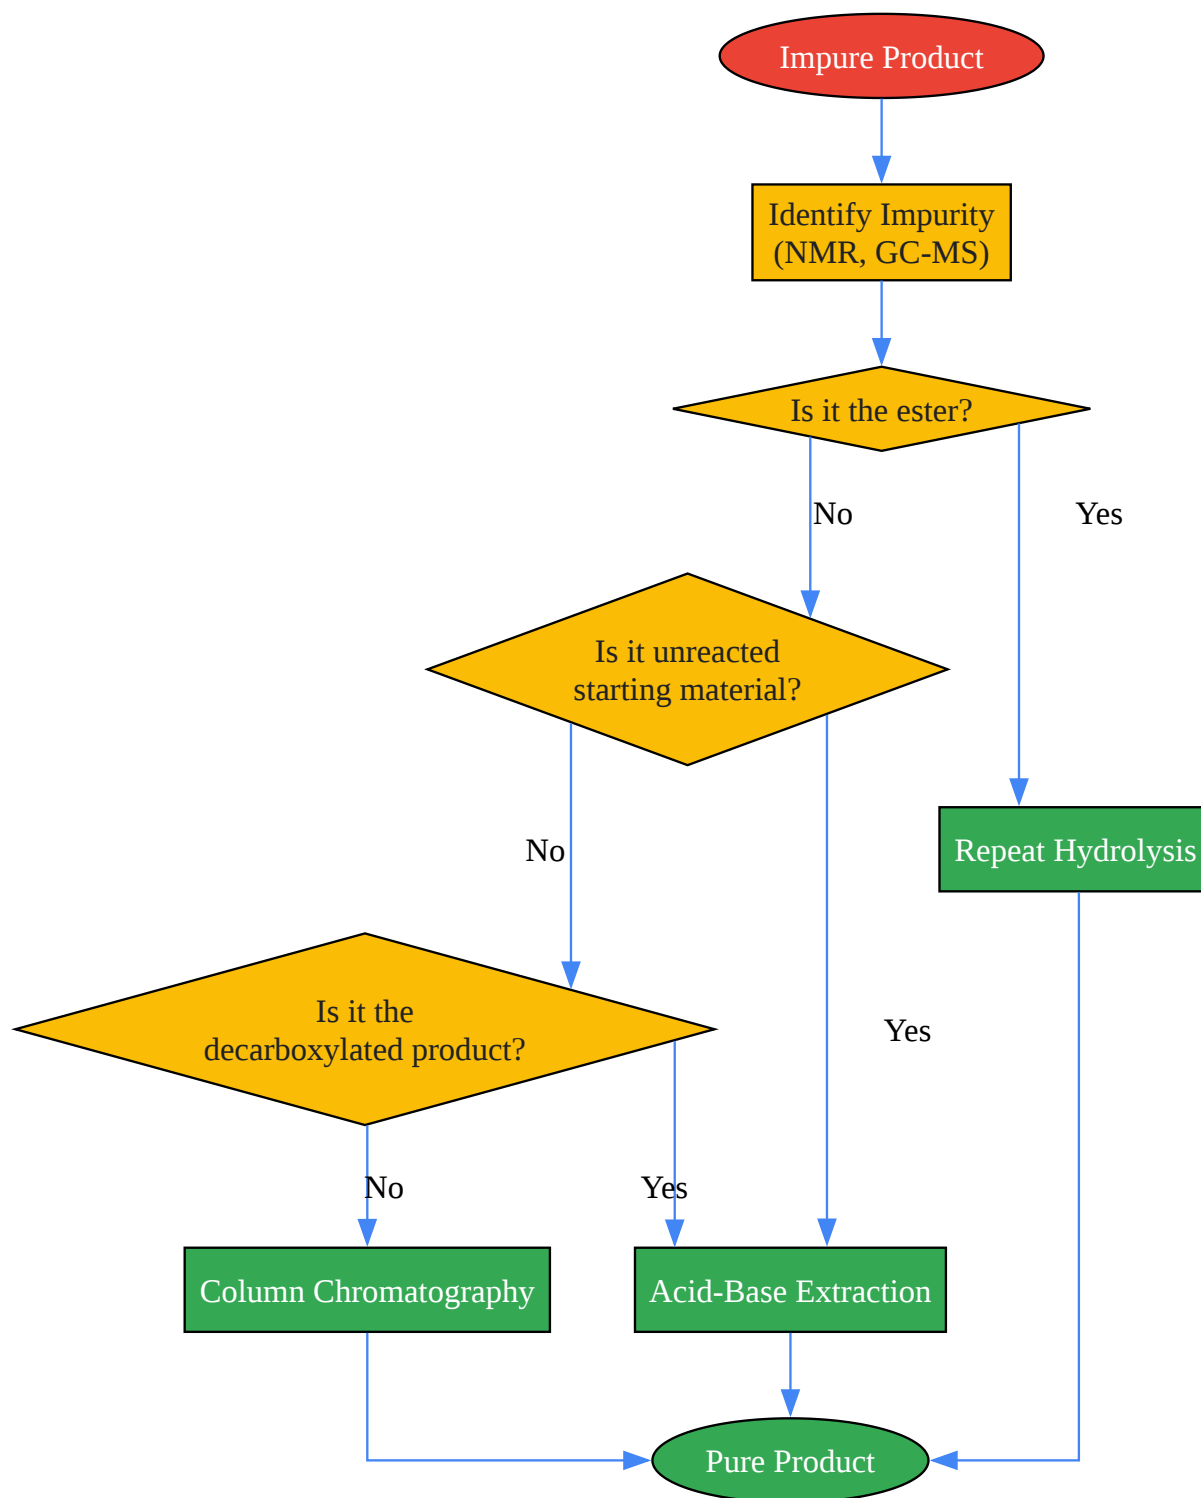 Impure Product
Identify Impurity
(NMR, GC-MS)
Is it the ester?
No
Yes
Is it unreacted
starting material?
No
Repeat Hydrolysis
Is it the
decarboxylated product?
Yes
No
Yes
Column Chromatography
Acid-Base Extraction
Pure Product